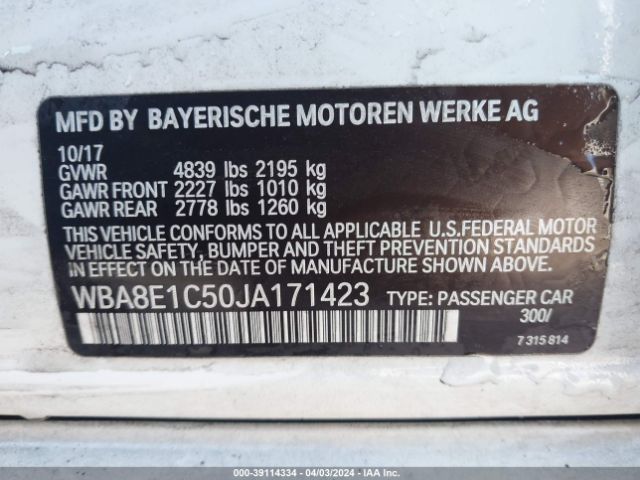 MFD BY BAYERISCHE MOTOREN WERKE AG
10/17
GVWR 4839 lbs 2195 kg
GAWR FRONT 2227 lbs 1010 kg
GAWR REAR 2778 lbs 1260 kg
THIS VEHICLE CONFORMS TO ALL APPLICABLE U.S.FEDERAL MOTOR
VEHICLE SAFETY, BUMPER AND THEFT PREVENTION STANDARDS
IN EFFECT ON THE DATE OF MANUFACTURE SHOWN ABOVE.
WBA8E1C50JA171423 TYPE: PASSENGER CAR
300/
7 315 814
000-39114334 - 04/03/2024 - IAA Inc.